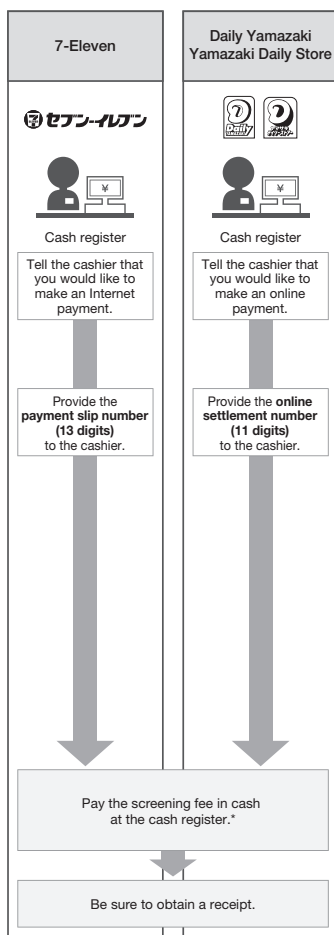 7-Eleven
セブン-イレブン
¥
Cash register
Tell the cashier that
you would like to
make an Internet
payment.
Provide the
payment slip number
(13 digits)
to the cashier.
Daily Yamazaki
Yamazaki Daily Store
Daily
¥
Cash register
Tell the cashier that
you would like to
make an online
payment.
Provide the online
settlement number
(11 digits)
to the cashier.
Pay the screening fee in cash
at the cash register.*
Be sure to obtain a receipt.